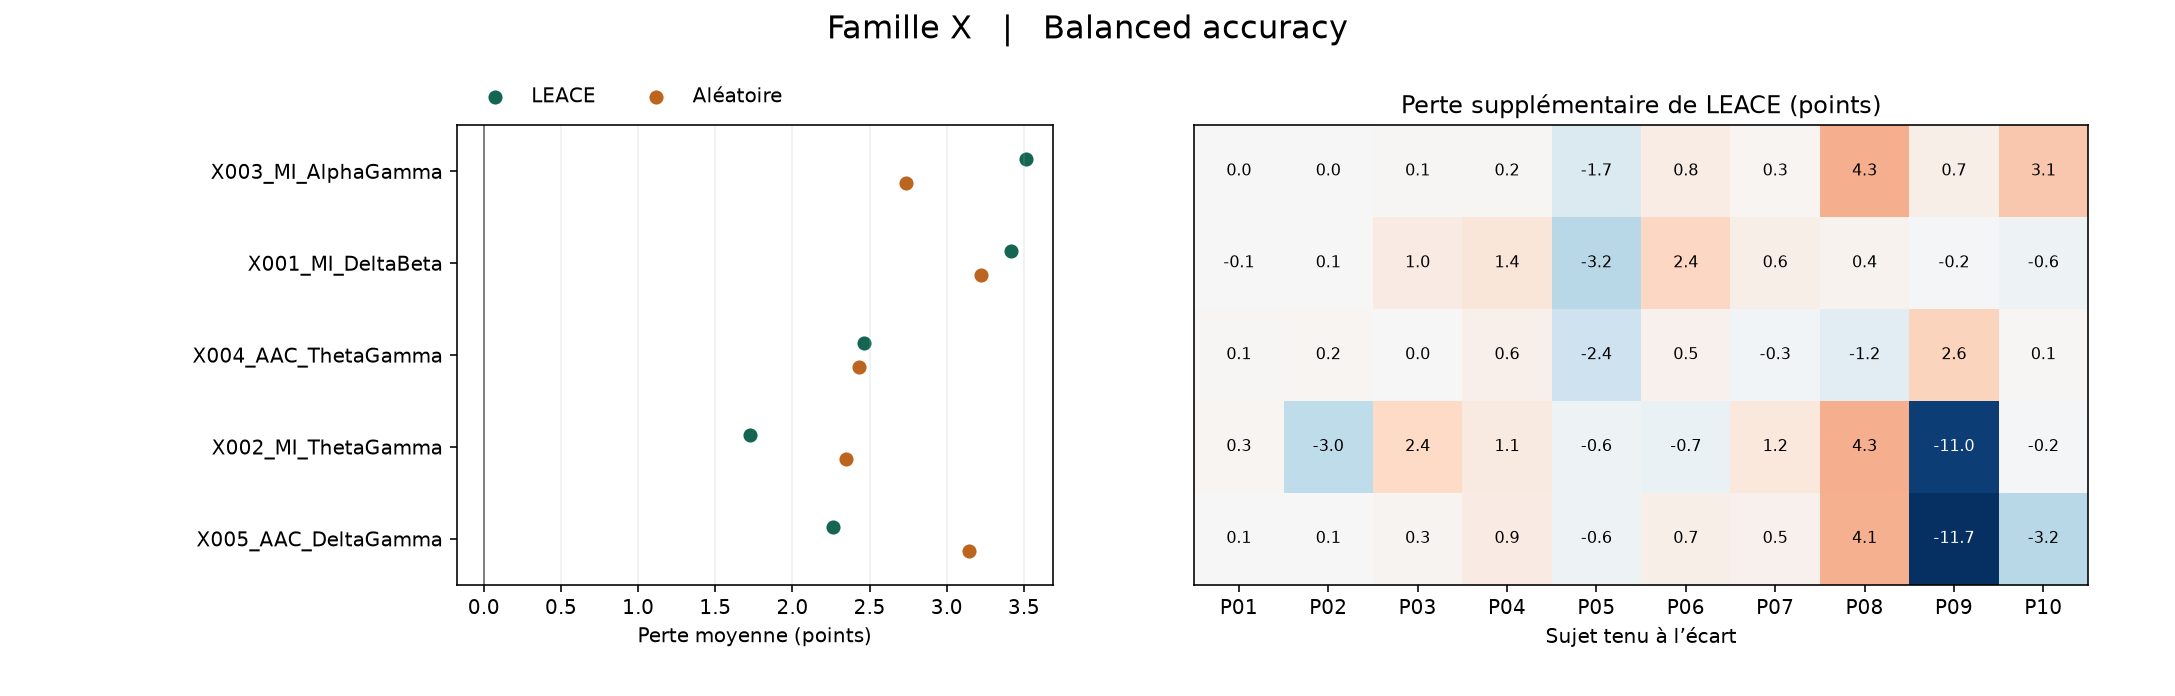 Famille X | Balanced accuracy
LEACE Aléatoire
X003_MI_AlphaGamma
X001_MI_DeltaBeta
X004_AAC_ThetaGamma
X002_MI_ThetaGamma
X005_AAC_DeltaGamma
0.0 0.5 1.0 1.5 2.0 2.5 3.0 3.5
Perte moyenne (points)
Perte supplémentaire de LEACE (points)
0.0 0.0 0.1 0.2 -1.7 0.8 0.3 4.3 0.7 3.1
-0.1 0.1 1.0 1.4 -3.2 2.4 0.6 0.4 -0.2 -0.6
0.1 0.2 0.0 0.6 -2.4 0.5 -0.3 -1.2 2.6 0.1
0.3 -3.0 2.4 1.1 -0.6 -0.7 1.2 4.3 -11.0 -0.2
0.1 0.1 0.3 0.9 -0.6 0.7 0.5 4.1 -11.7 -3.2
P01 P02 P03 P04 P05 P06 P07 P08 P09 P10
Sujet tenu à l’écart